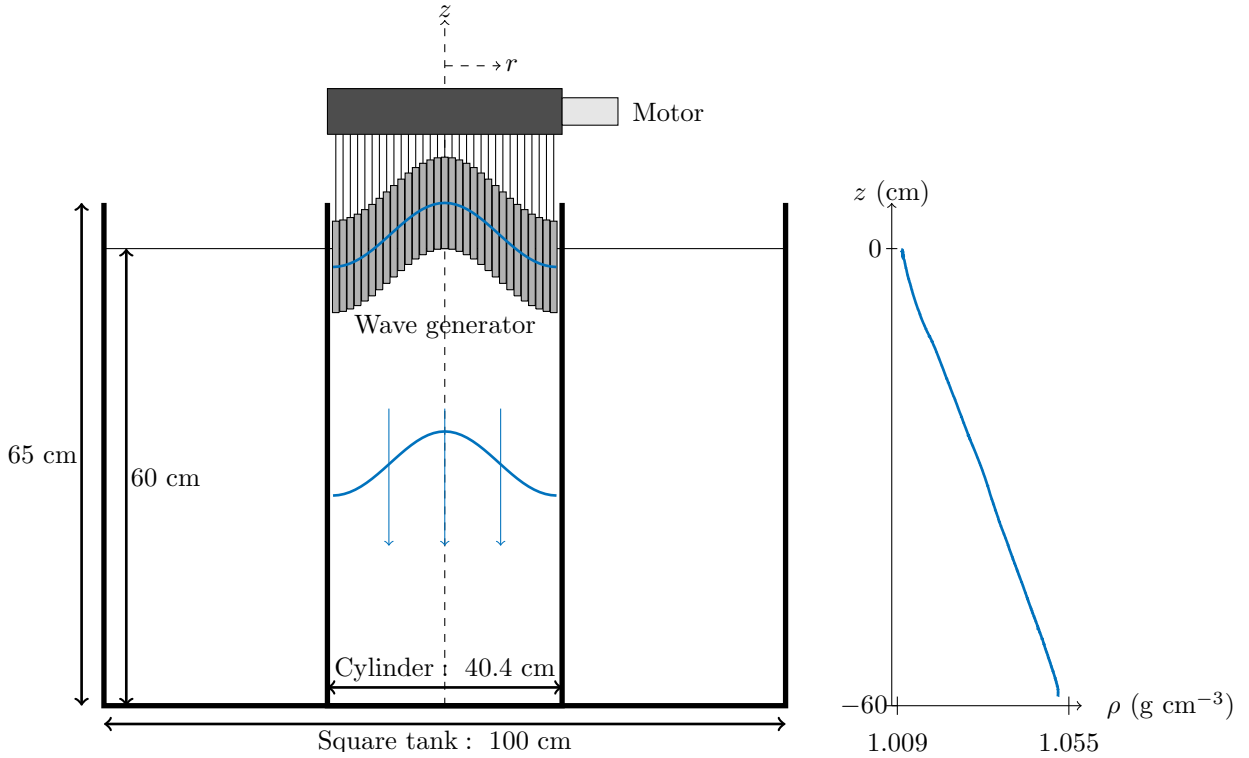 z
r
Motor
z (cm)
0
Wave generator
65 cm
60 cm
Cylinder : 40.4 cm
−60
ρ (g cm⁻³)
1.009
1.055
Square tank : 100 cm